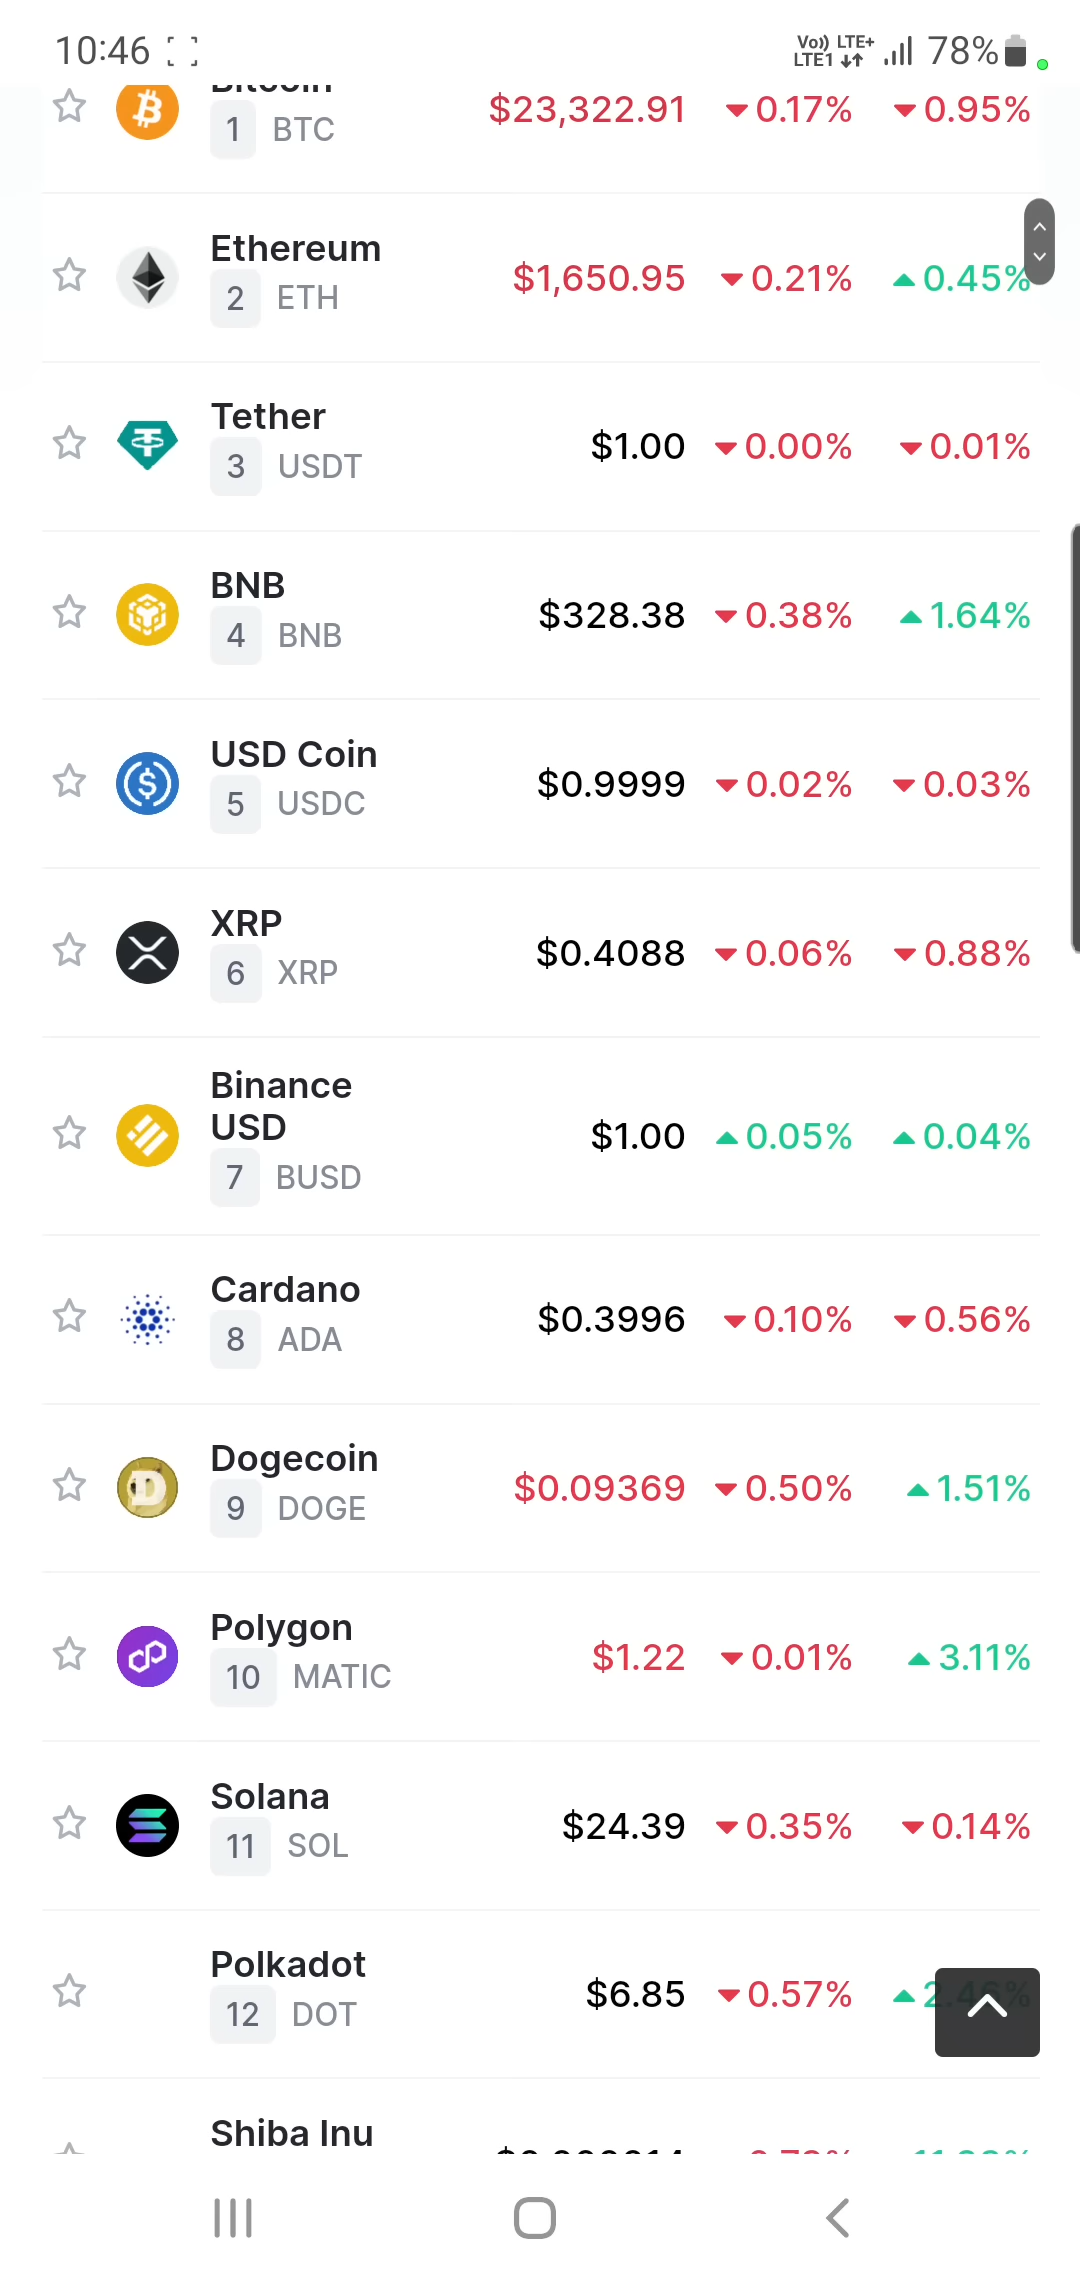 10:46 Vo)) LTE+ LTE1 78%
Bitcoin
1 BTC $23,322.91 0.17% 0.95%
Ethereum
2 ETH $1,650.95 0.21% 0.45%
Tether
3 USDT $1.00 0.00% 0.01%
BNB
4 BNB $328.38 0.38% 1.64%
USD Coin
5 USDC $0.9999 0.02% 0.03%
XRP
6 XRP $0.4088 0.06% 0.88%
Binance
USD
7 BUSD $1.00 0.05% 0.04%
Cardano
8 ADA $0.3996 0.10% 0.56%
Dogecoin
9 DOGE $0.09369 0.50% 1.51%
Polygon
10 MATIC $1.22 0.01% 3.11%
Solana
11 SOL $24.39 0.35% 0.14%
Polkadot
12 DOT $6.85 0.57% 2.46%
Shiba Inu